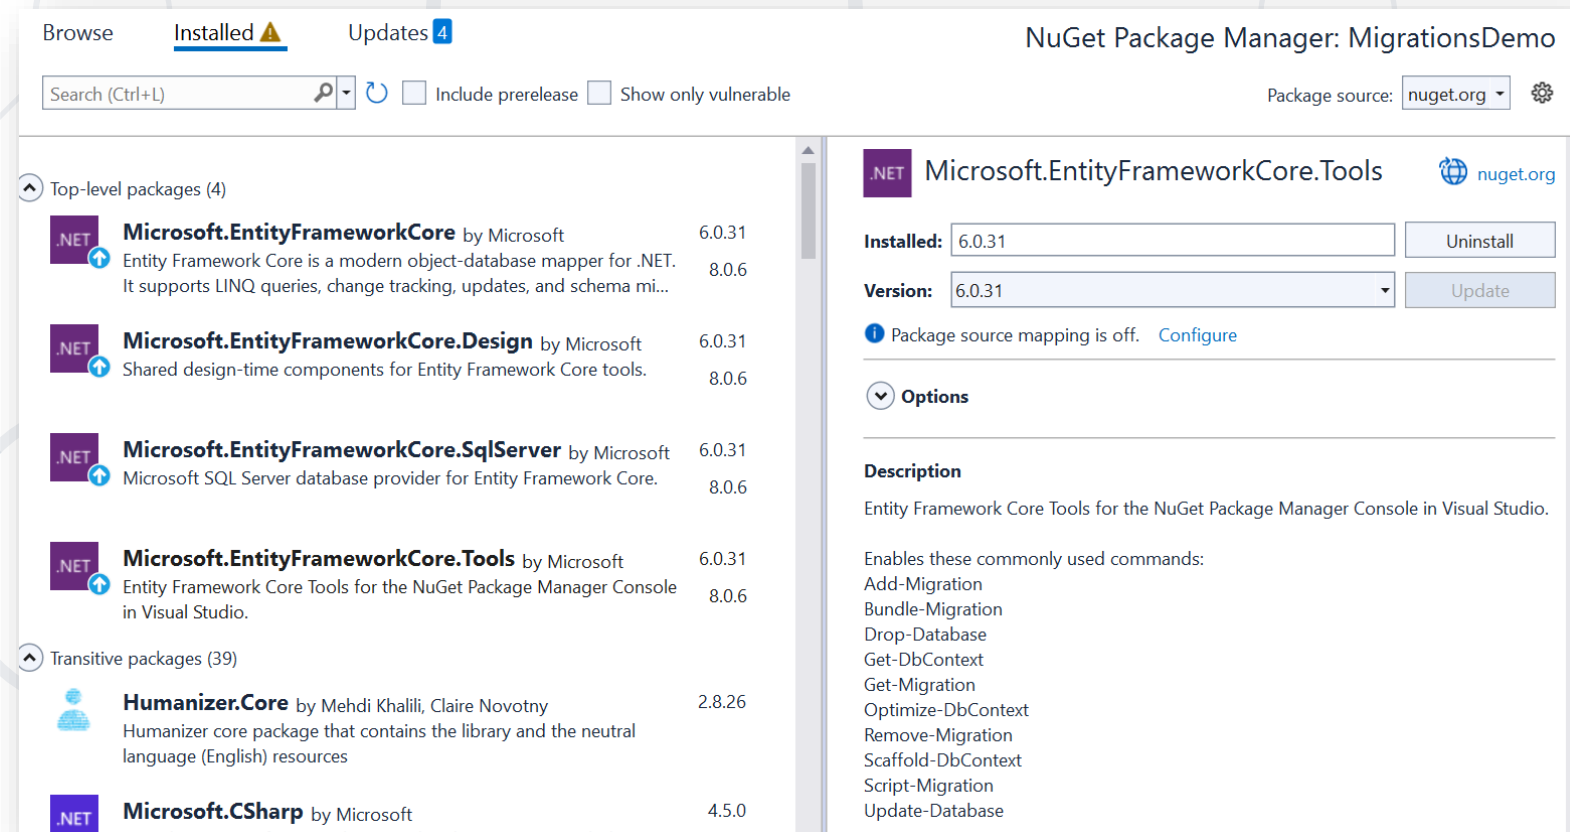 Browse
Installed
Updates 4
NuGet Package Manager: MigrationsDemo
Search (Ctrl+L)
Include prerelease
Show only vulnerable
Package source: nuget.org
Top-level packages (4)
.NET
Microsoft.EntityFrameworkCore by Microsoft
6.0.31
Entity Framework Core is a modern object-database mapper for .NET.
8.0.6
It supports LINQ queries, change tracking, updates, and schema mi...
.NET
Microsoft.EntityFrameworkCore.Design by Microsoft
6.0.31
Shared design-time components for Entity Framework Core tools.
8.0.6
.NET
Microsoft.EntityFrameworkCore.SqlServer by Microsoft
6.0.31
Microsoft SQL Server database provider for Entity Framework Core.
8.0.6
.NET
Microsoft.EntityFrameworkCore.Tools by Microsoft
6.0.31
Entity Framework Core Tools for the NuGet Package Manager Console
8.0.6
in Visual Studio.
Transitive packages (39)
Humanizer.Core by Mehdi Khalili, Claire Novotny
2.8.26
Humanizer core package that contains the library and the neutral
language (English) resources
.NET
Microsoft.CSharp by Microsoft
4.5.0
.NET
Microsoft.EntityFrameworkCore.Tools
nuget.org
Installed: 6.0.31
Uninstall
Version: 6.0.31
Update
Package source mapping is off. Configure
Options
Description
Entity Framework Core Tools for the NuGet Package Manager Console in Visual Studio.
Enables these commonly used commands:
Add-Migration
Bundle-Migration
Drop-Database
Get-DbContext
Get-Migration
Optimize-DbContext
Remove-Migration
Scaffold-DbContext
Script-Migration
Update-Database